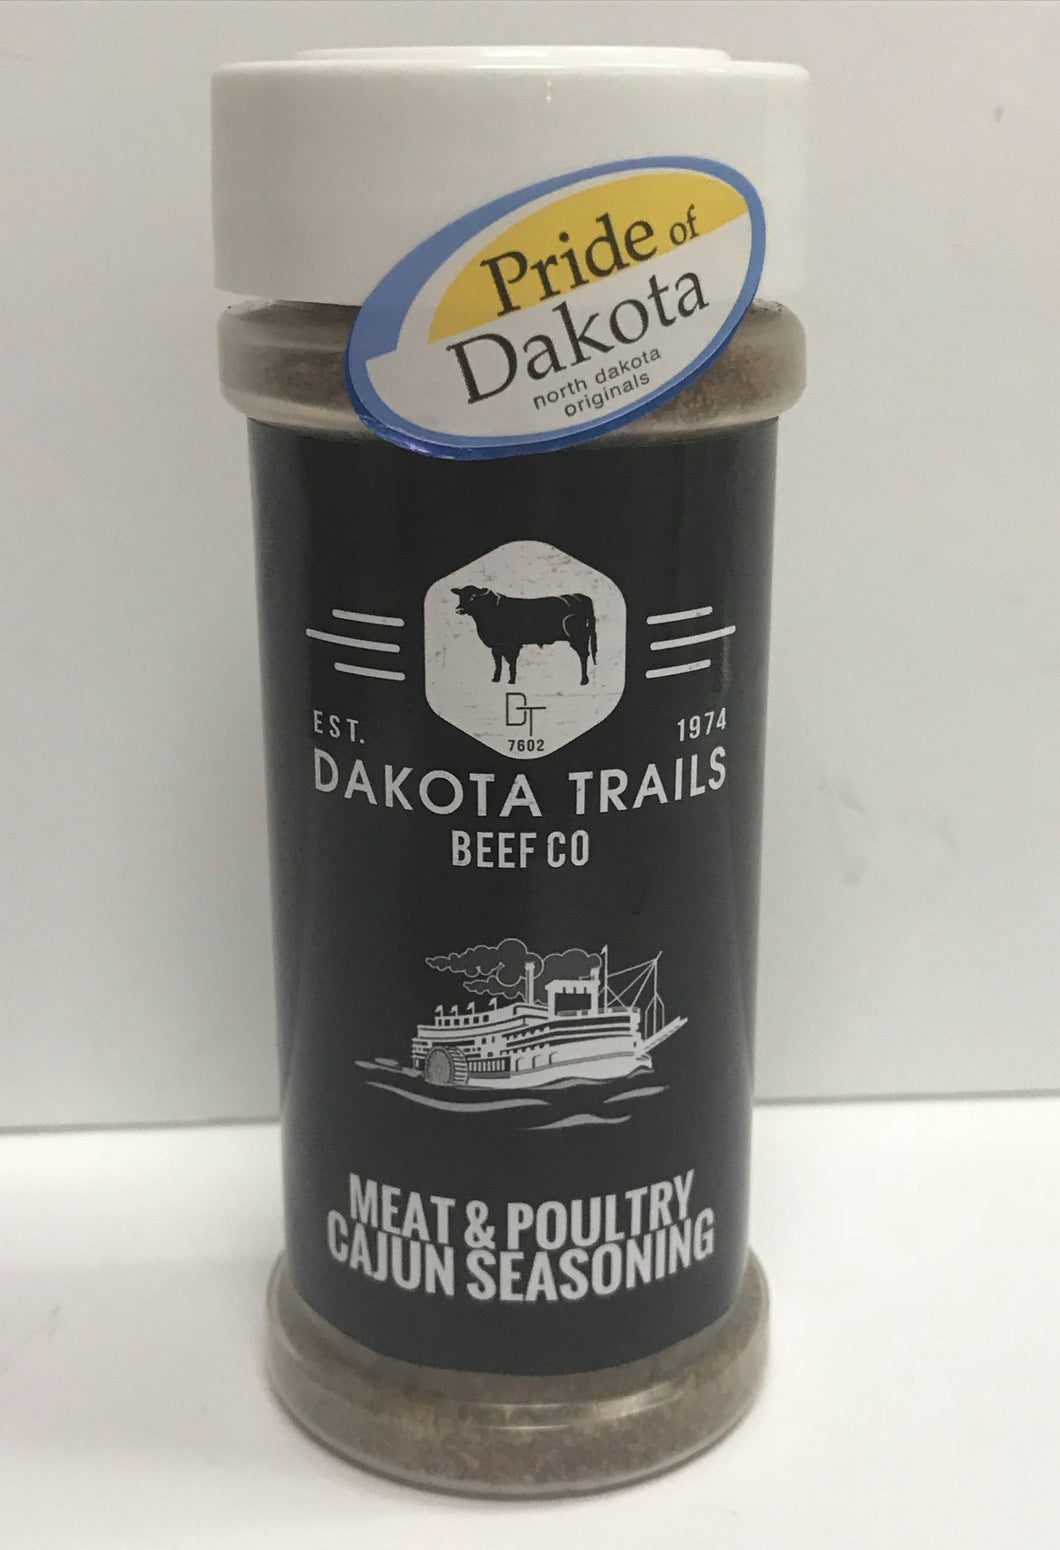 Pride of
Dakota
north dakota
originals
DT
7602
EST. 1974
DAKOTA TRAILS
BEEF CO
MEAT & POULTRY
CAJUN SEASONING